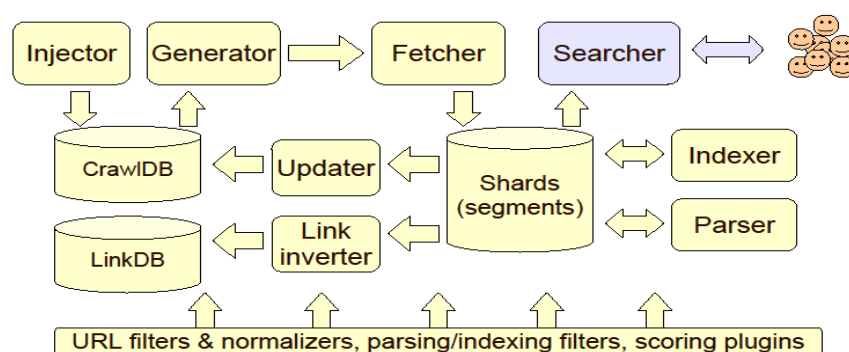 Injector
Generator
Fetcher
Searcher
CrawlDB
Updater
Shards
(segments)
Indexer
LinkDB
Link
inverter
Parser
URL filters & normalizers, parsing/indexing filters, scoring plugins